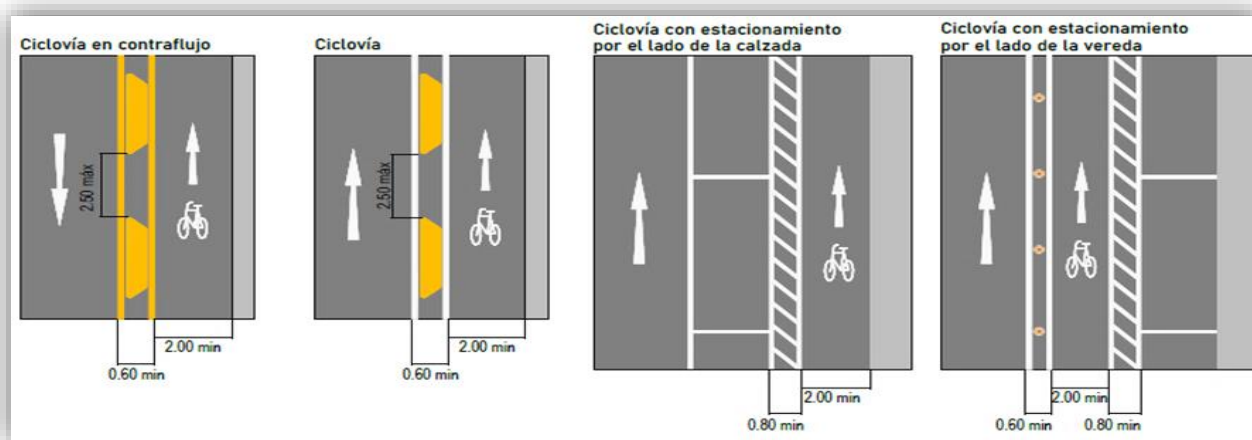 Ciclovía en contraflujo
Ciclovía
Ciclovía con estacionamiento
por el lado de la calzada
Ciclovía con estacionamiento
por el lado de la vereda
2.50 máx
2.50 máx
2.00 min
0.60 min
2.00 min
0.60 min
2.00 min
0.80 min
2.00 min
0.60 min
0.80 min